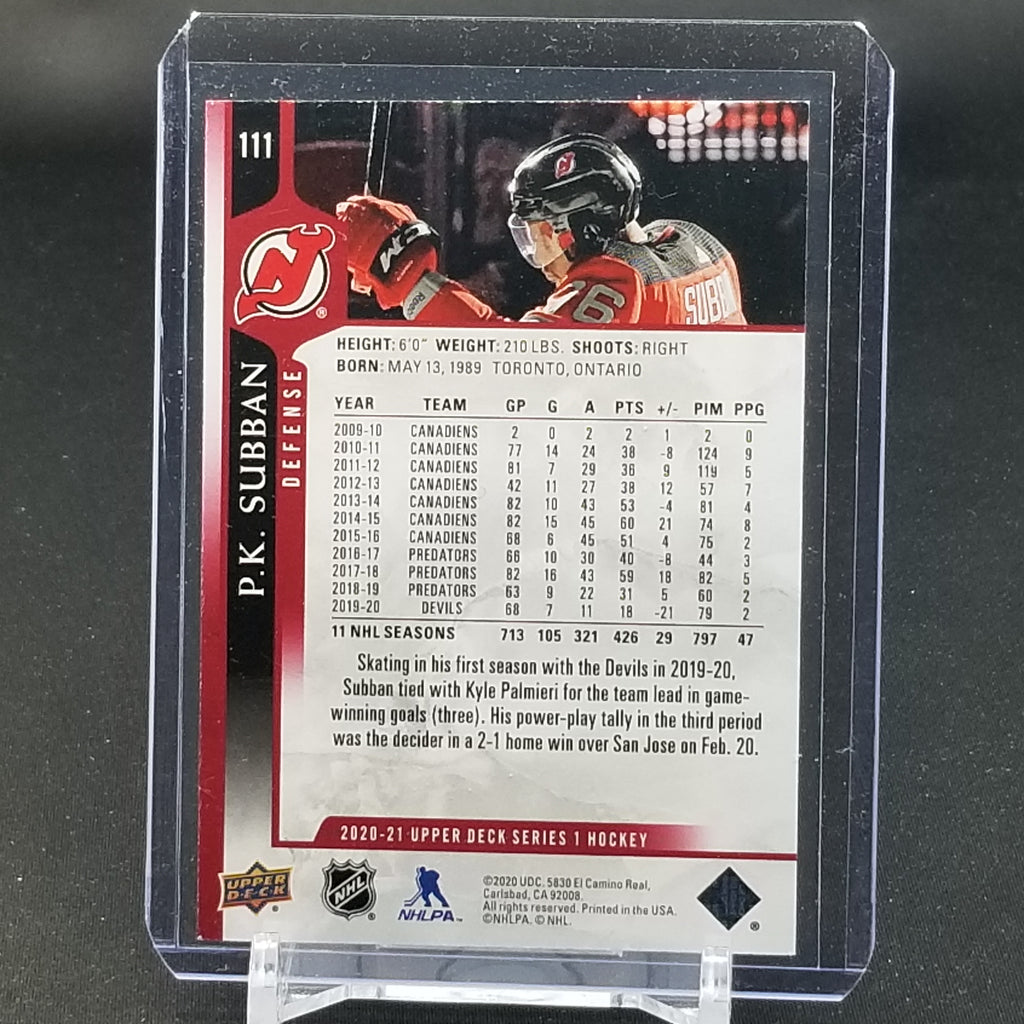 111
CCM
Reebok
76
SUBBAN
P.K. SUBBAN
DEFENSE
HEIGHT: 6'0" WEIGHT: 210 LBS. SHOOTS: RIGHT
BORN: MAY 13, 1989 TORONTO, ONTARIO
YEAR TEAM GP G A PTS +/- PIM PPG
2009-10 CANADIENS 2 0 2 2 1 2 0
2010-11 CANADIENS 77 14 24 38 -8 124 9
2011-12 CANADIENS 81 7 29 36 9 119 5
2012-13 CANADIENS 42 11 27 38 12 57 7
2013-14 CANADIENS 82 10 43 53 -4 81 4
2014-15 CANADIENS 82 15 45 60 21 74 8
2015-16 CANADIENS 68 6 45 51 4 75 2
2016-17 PREDATORS 66 10 30 40 -8 44 3
2017-18 PREDATORS 82 16 43 59 18 82 5
2018-19 PREDATORS 63 9 22 31 5 60 2
2019-20 DEVILS 68 7 11 18 -21 79 2
11 NHL SEASONS 713 105 321 426 29 797 47
Skating in his first season with the Devils in 2019-20,
Subban tied with Kyle Palmieri for the team lead in game-
winning goals (three). His power-play tally in the third period
was the decider in a 2-1 home win over San Jose on Feb. 20.
2020-21 UPPER DECK SERIES 1 HOCKEY
UPPER DECK ®
NHL ®
NHLPA™
©2020 UDC. 5830 El Camino Real,
Carlsbad, CA 92008.
All rights reserved. Printed in the USA.
©NHLPA. © NHL.
®